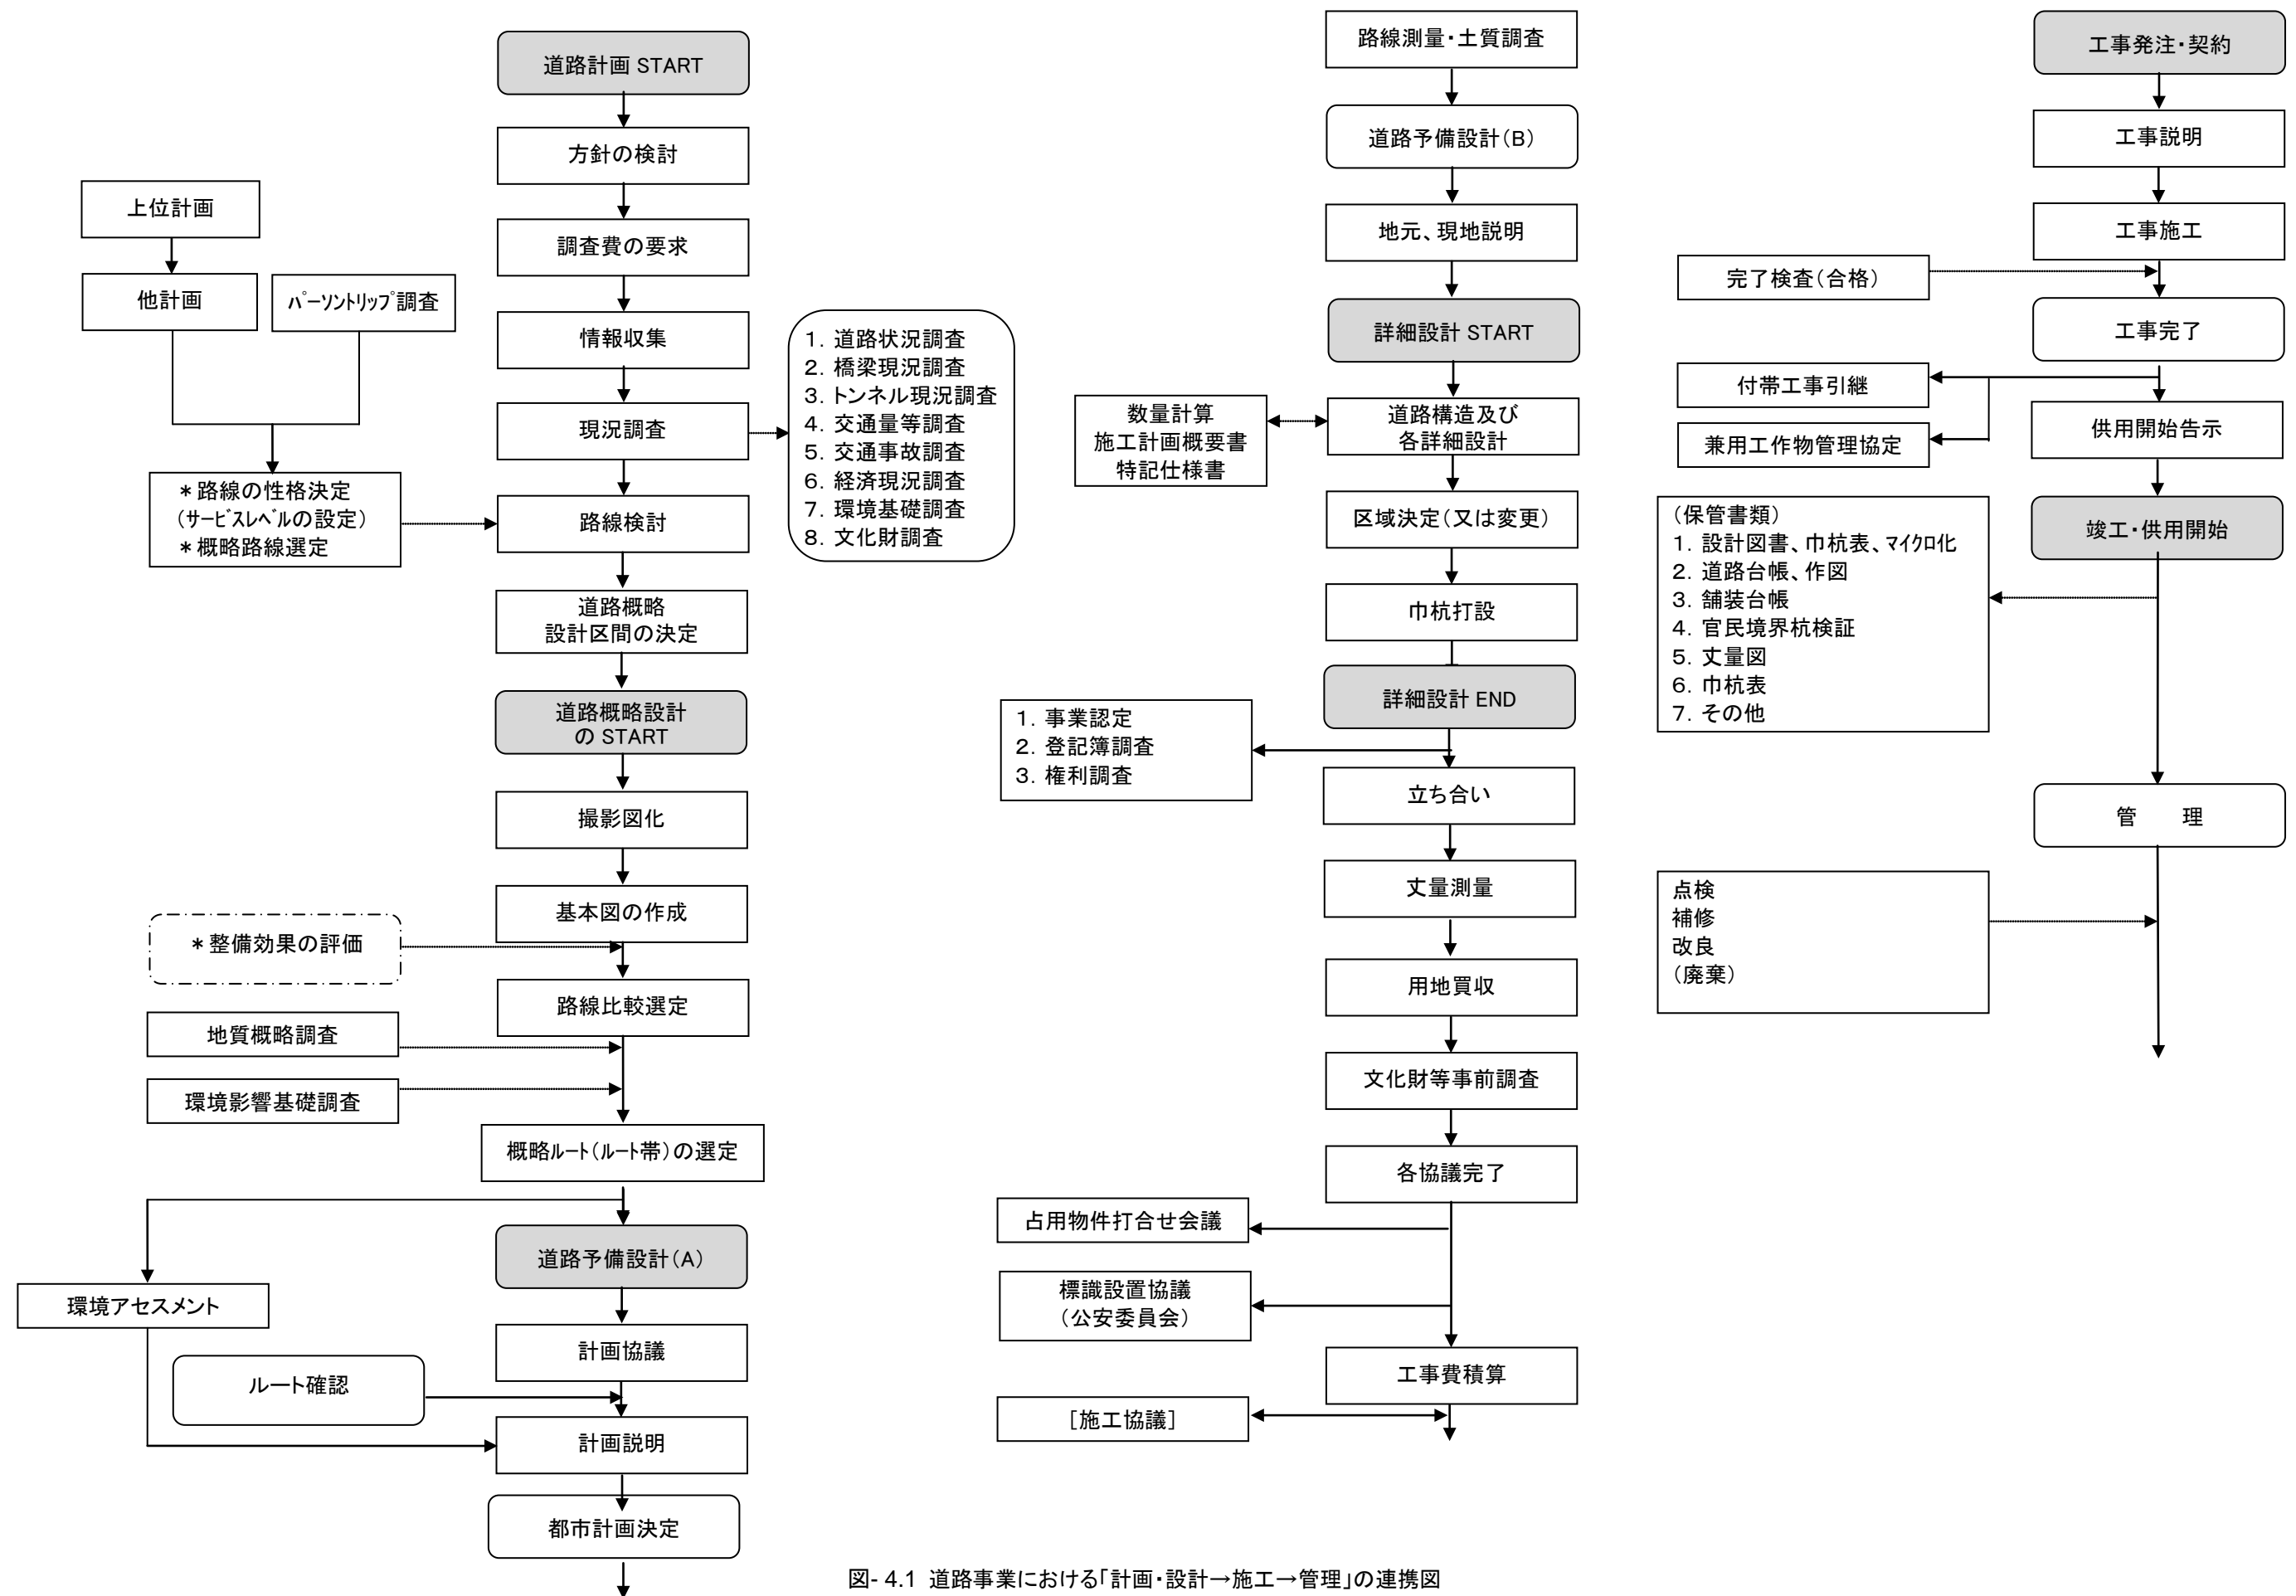 道路計画 START
方針の検討
上位計画
調査費の要求
他計画
パーソントリップ調査
情報収集
現況調査
1. 道路状況調査
2. 橋梁現況調査
3. トンネル現況調査
4. 交通量等調査
5. 交通事故調査
6. 経済現況調査
7. 環境基礎調査
8. 文化財調査
*路線の性格決定
(サービスレベルの設定)
*概略路線選定
路線検討
道路概略
設計区間の決定
道路概略設計
の START
撮影図化
基本図の作成
*整備効果の評価
路線比較選定
地質概略調査
環境影響基礎調査
概略ルート(ルート帯)の選定
道路予備設計(A)
環境アセスメント
計画協議
ルート確認
計画説明
都市計画決定
路線測量・土質調査
道路予備設計(B)
地元、現地説明
詳細設計 START
数量計算
施工計画概要書
特記仕様書
道路構造及び
各詳細設計
区域決定(又は変更)
巾杭打設
詳細設計 END
1. 事業認定
2. 登記簿調査
3. 権利調査
立ち合い
丈量測量
用地買収
文化財等事前調査
各協議完了
占用物件打合せ会議
標識設置協議
(公安委員会)
工事費積算
[施工協議]
工事発注・契約
工事説明
工事施工
完了検査(合格)
工事完了
付帯工事引継
供用開始告示
兼用工作物管理協定
竣工・供用開始
(保管書類)
1. 設計図書、巾杭表、マイクロ化
2. 道路台帳、作図
3. 舗装台帳
4. 官民境界杭検証
5. 丈量図
6. 巾杭表
7. その他
管　理
点検
補修
改良
(廃棄)
図- 4.1 道路事業における「計画・設計→施工→管理」の連携図